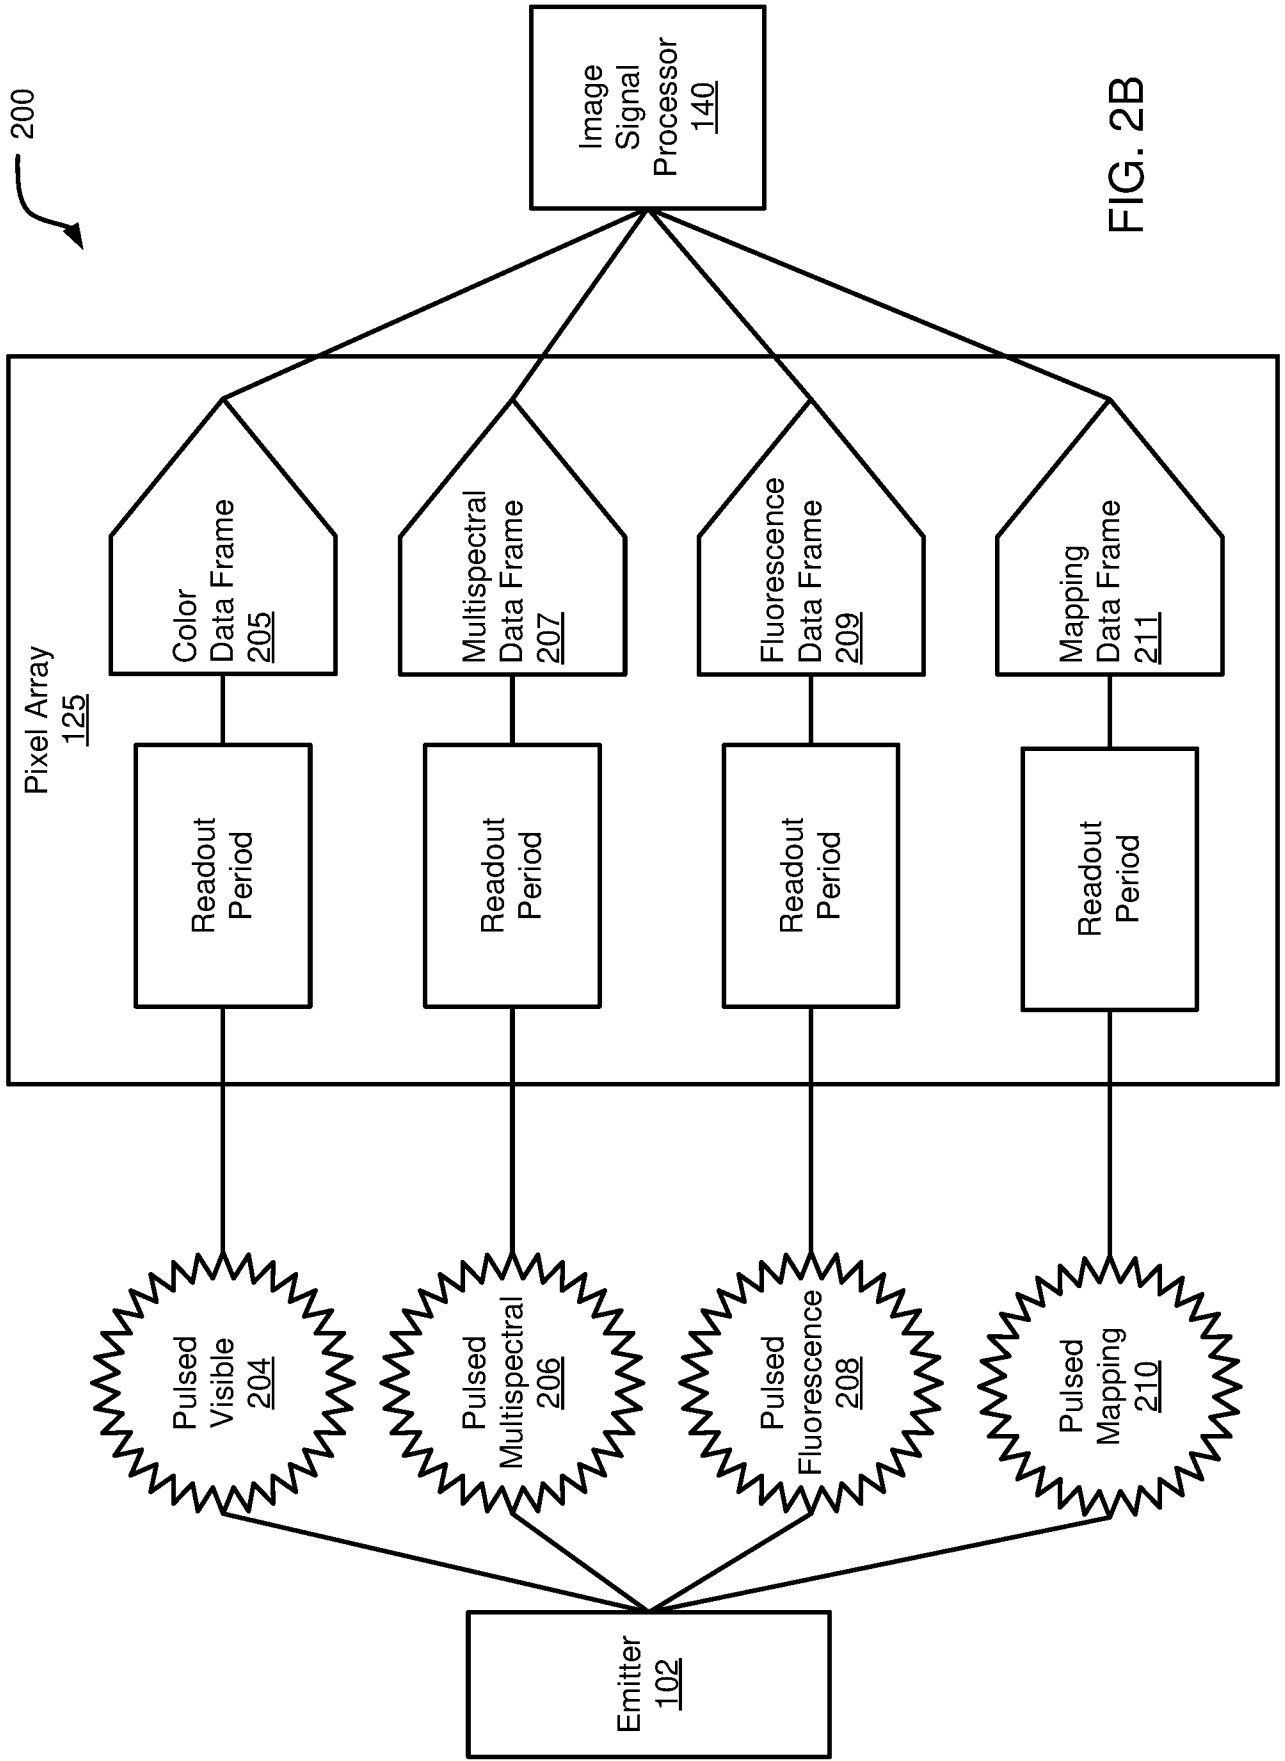 200
Pixel Array
125
Emitter
102
Pulsed
Visible
204
Readout
Period
Color
Data Frame
205
Pulsed
Multispectral
206
Readout
Period
Multispectral
Data Frame
207
Pulsed
Fluorescence
208
Readout
Period
Fluorescence
Data Frame
209
Pulsed
Mapping
210
Readout
Period
Mapping
Data Frame
211
Image
Signal
Processor
140
FIG. 2B